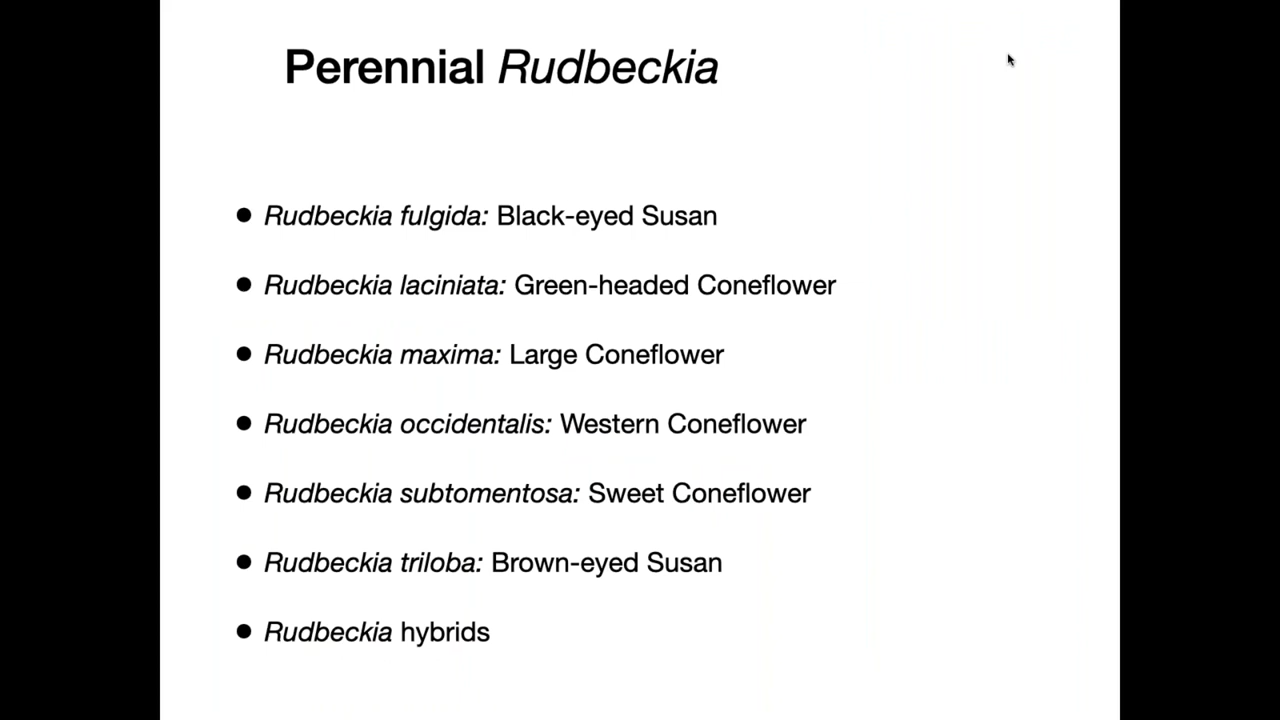 Perennial Rudbeckia
• Rudbeckia fulgida: Black-eyed Susan
• Rudbeckia laciniata: Green-headed Coneflower
• Rudbeckia maxima: Large Coneflower
• Rudbeckia occidentalis: Western Coneflower
• Rudbeckia subtomentosa: Sweet Coneflower
• Rudbeckia triloba: Brown-eyed Susan
• Rudbeckia hybrids